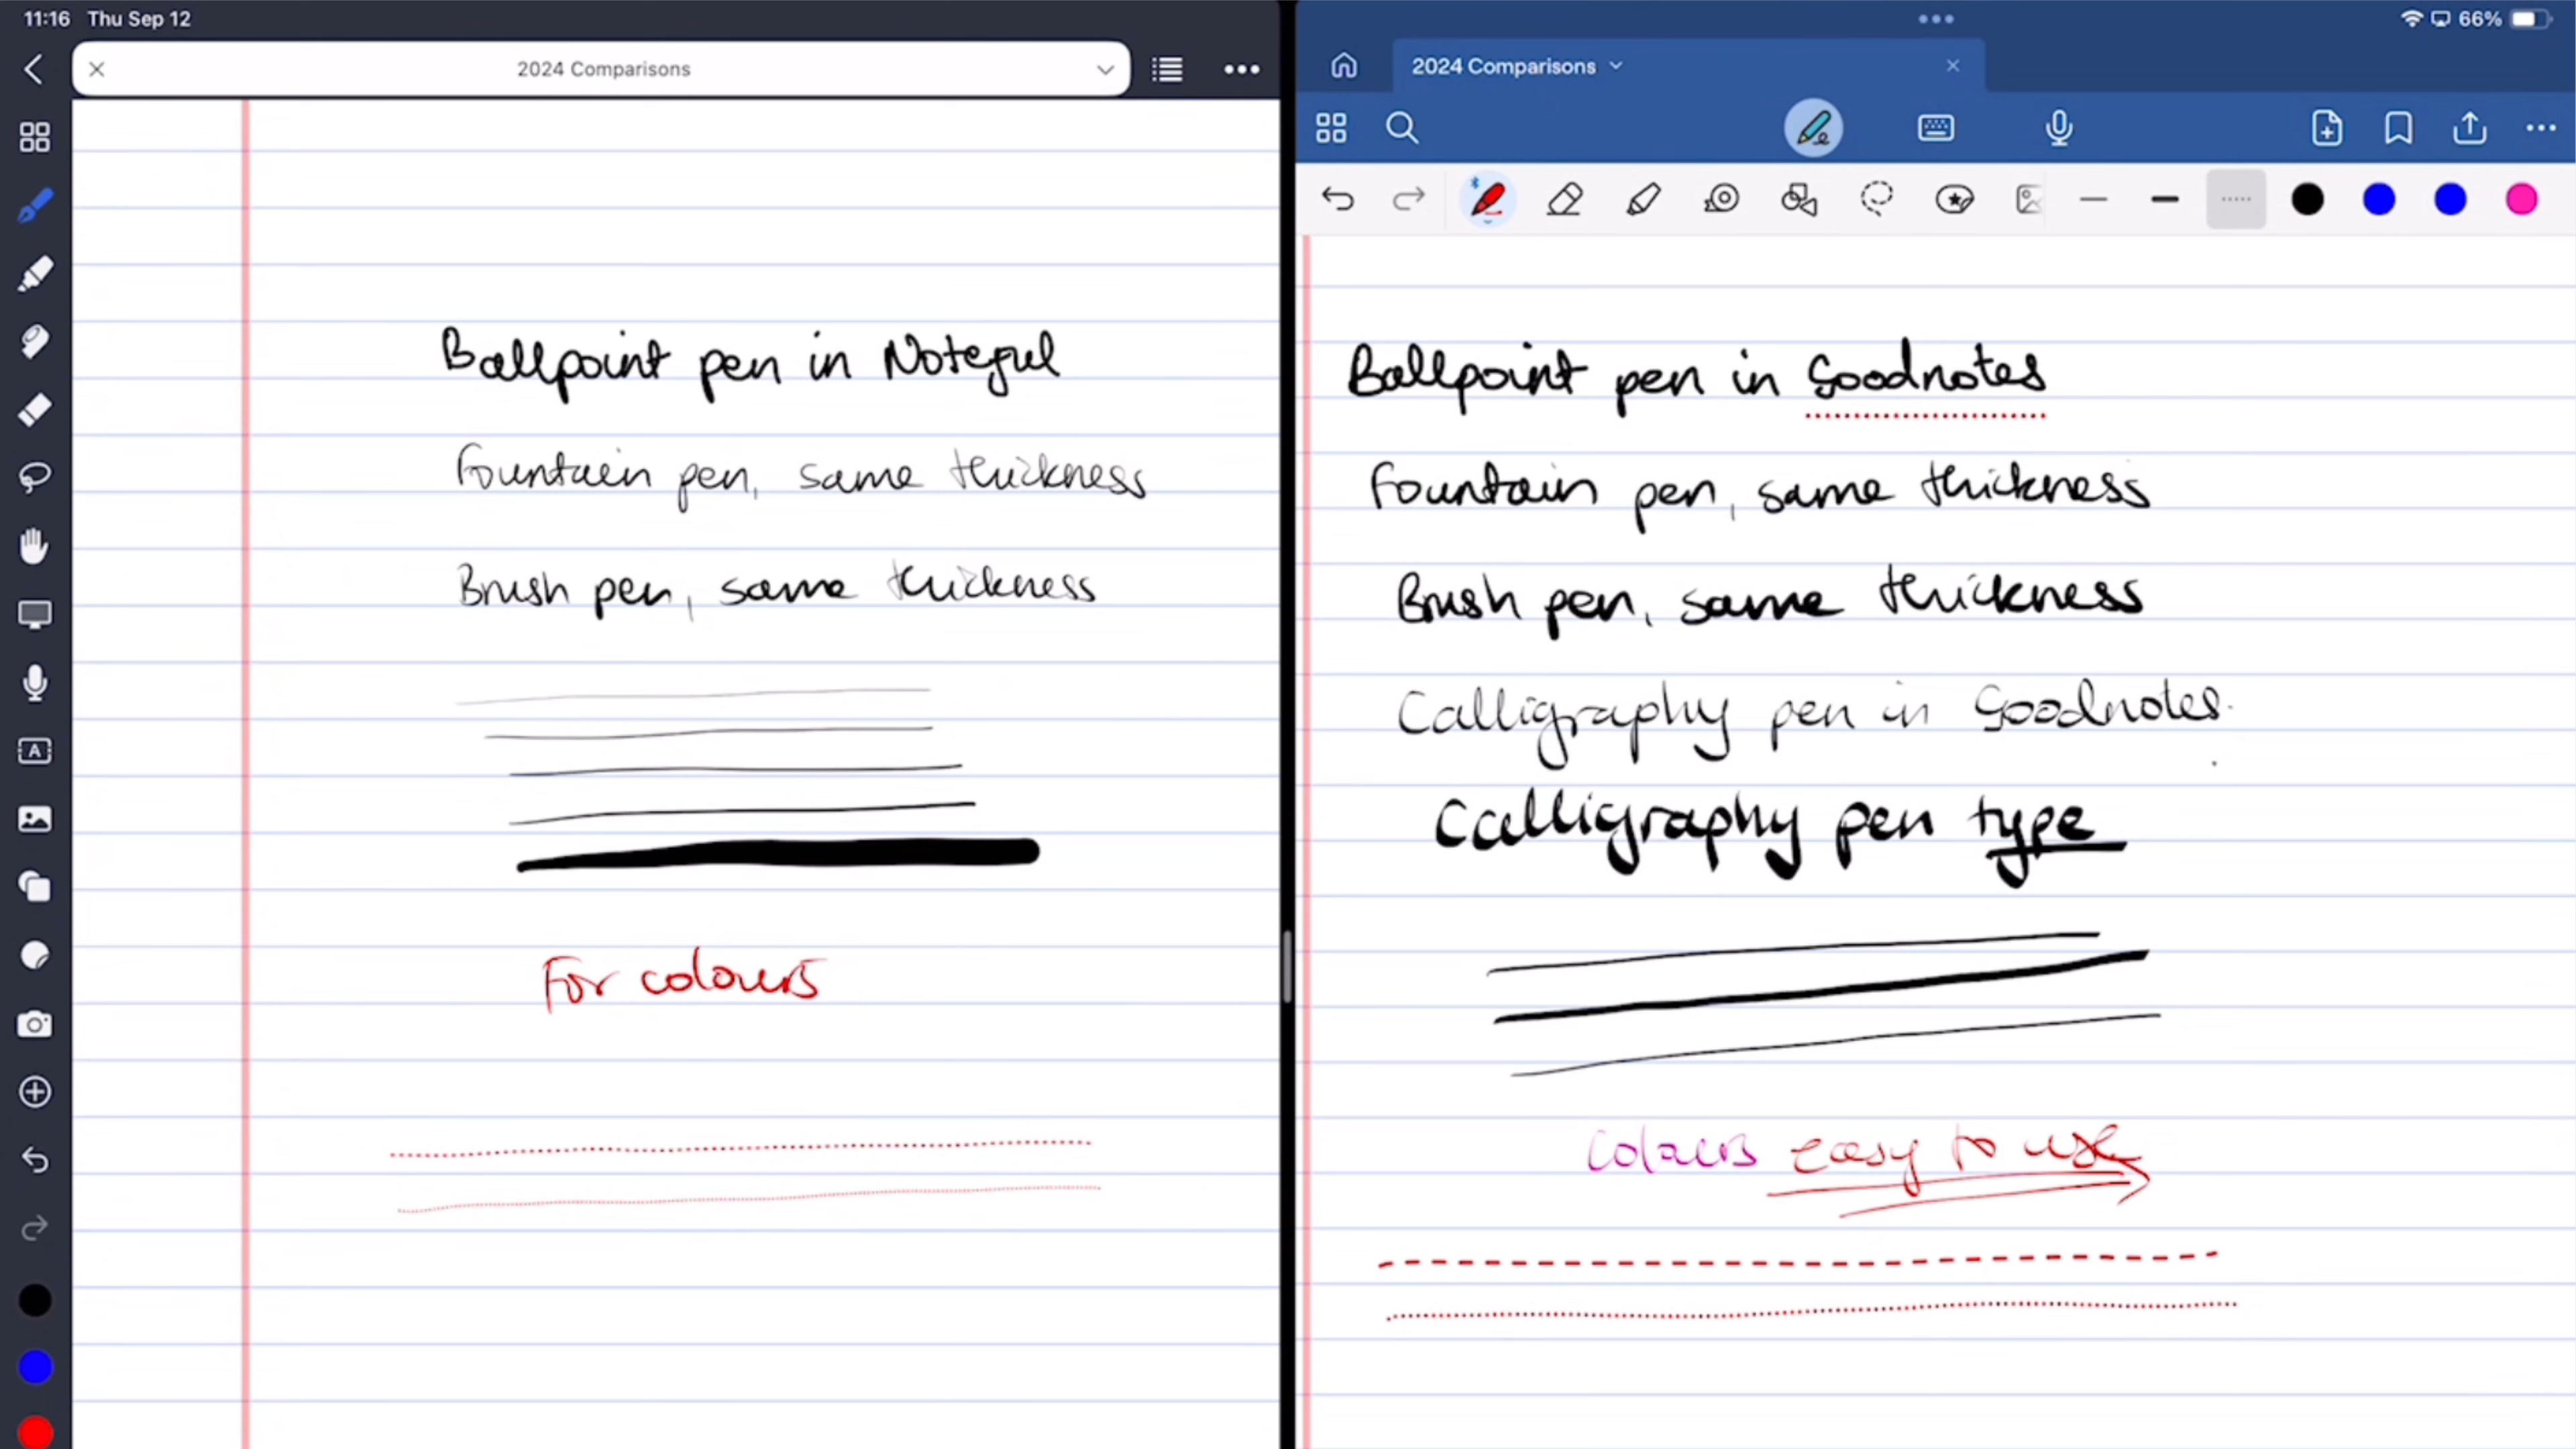 11:16 Thu Sep 12
2024 Comparisons
Ballpoint pen in Noteful
Fountain pen, same thickness
Brush pen, same thickness
For colours
A
66%
2024 Comparisons
Ballpoint pen in Goodnotes
Fountain pen, same thickness
Brush pen, same thickness
Calligraphy pen in Goodnotes.
Calligraphy pen type
Colours easy to use